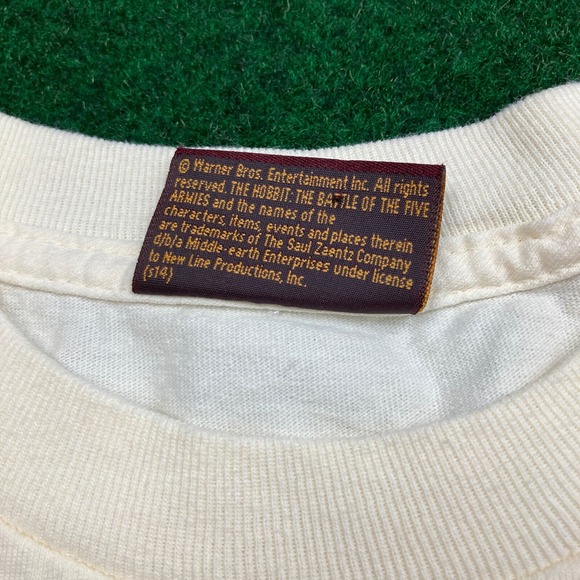 © Warner Bros. Entertainment Inc. All rights
reserved. THE HOBBIT: THE BATTLE OF THE FIVE
ARMIES and the names of the
characters, items, events and places therein
are trademarks of The Saul Zaentz Company
d/b/a Middle-earth Enterprises under license
to New Line Productions, Inc.
(s14)